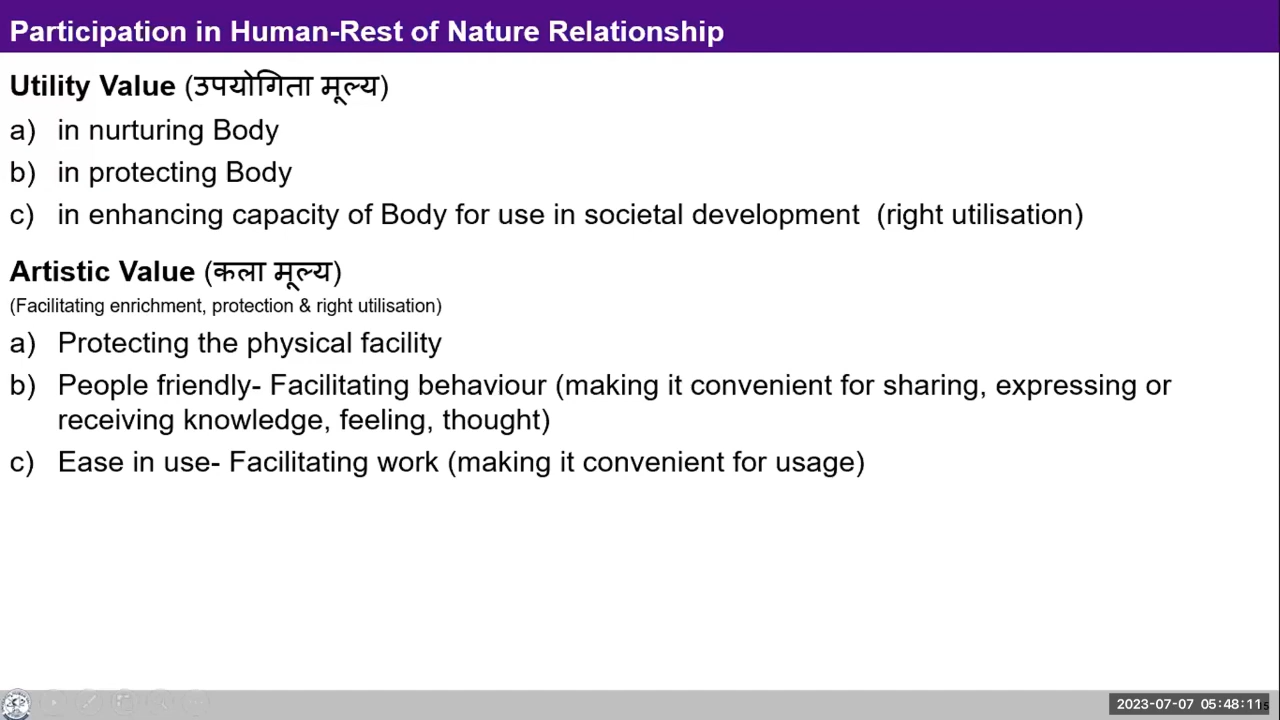 Participation in Human-Rest of Nature Relationship
Utility Value (उपयोगिता मूल्य)
a) in nurturing Body
b) in protecting Body
c) in enhancing capacity of Body for use in societal development (right utilisation)
Artistic Value (कला मूल्य)
(Facilitating enrichment, protection & right utilisation)
a) Protecting the physical facility
b) People friendly- Facilitating behaviour (making it convenient for sharing, expressing or
receiving knowledge, feeling, thought)
c) Ease in use- Facilitating work (making it convenient for usage)
2023-07-07 05:48:11